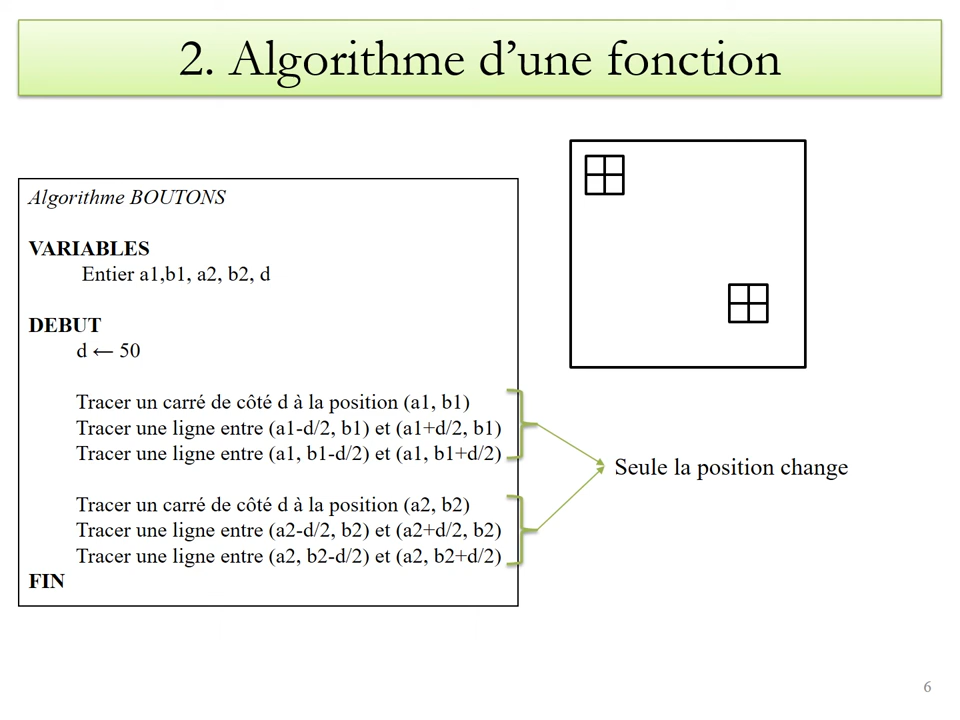 2. Algorithme d’une fonction
Algorithme BOUTONS
VARIABLES
Entier a1,b1, a2, b2, d
DEBUT
d ← 50
Tracer un carré de côté d à la position (a1, b1)
Tracer une ligne entre (a1-d/2, b1) et (a1+d/2, b1)
Tracer une ligne entre (a1, b1-d/2) et (a1, b1+d/2)
Tracer un carré de côté d à la position (a2, b2)
Tracer une ligne entre (a2-d/2, b2) et (a2+d/2, b2)
Tracer une ligne entre (a2, b2-d/2) et (a2, b2+d/2)
FIN
Seule la position change
6